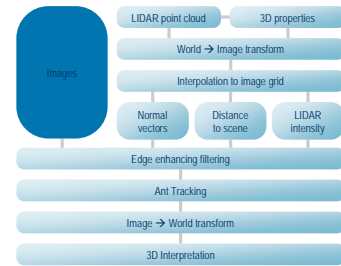 LIDAR point cloud
3D properties
World → Image transform
Images
Interpolation to image grid
Normal
vectors
Distance
to scene
LIDAR
intensity
Edge enhancing filtering
Ant Tracking
Image → World transform
3D Interpretation